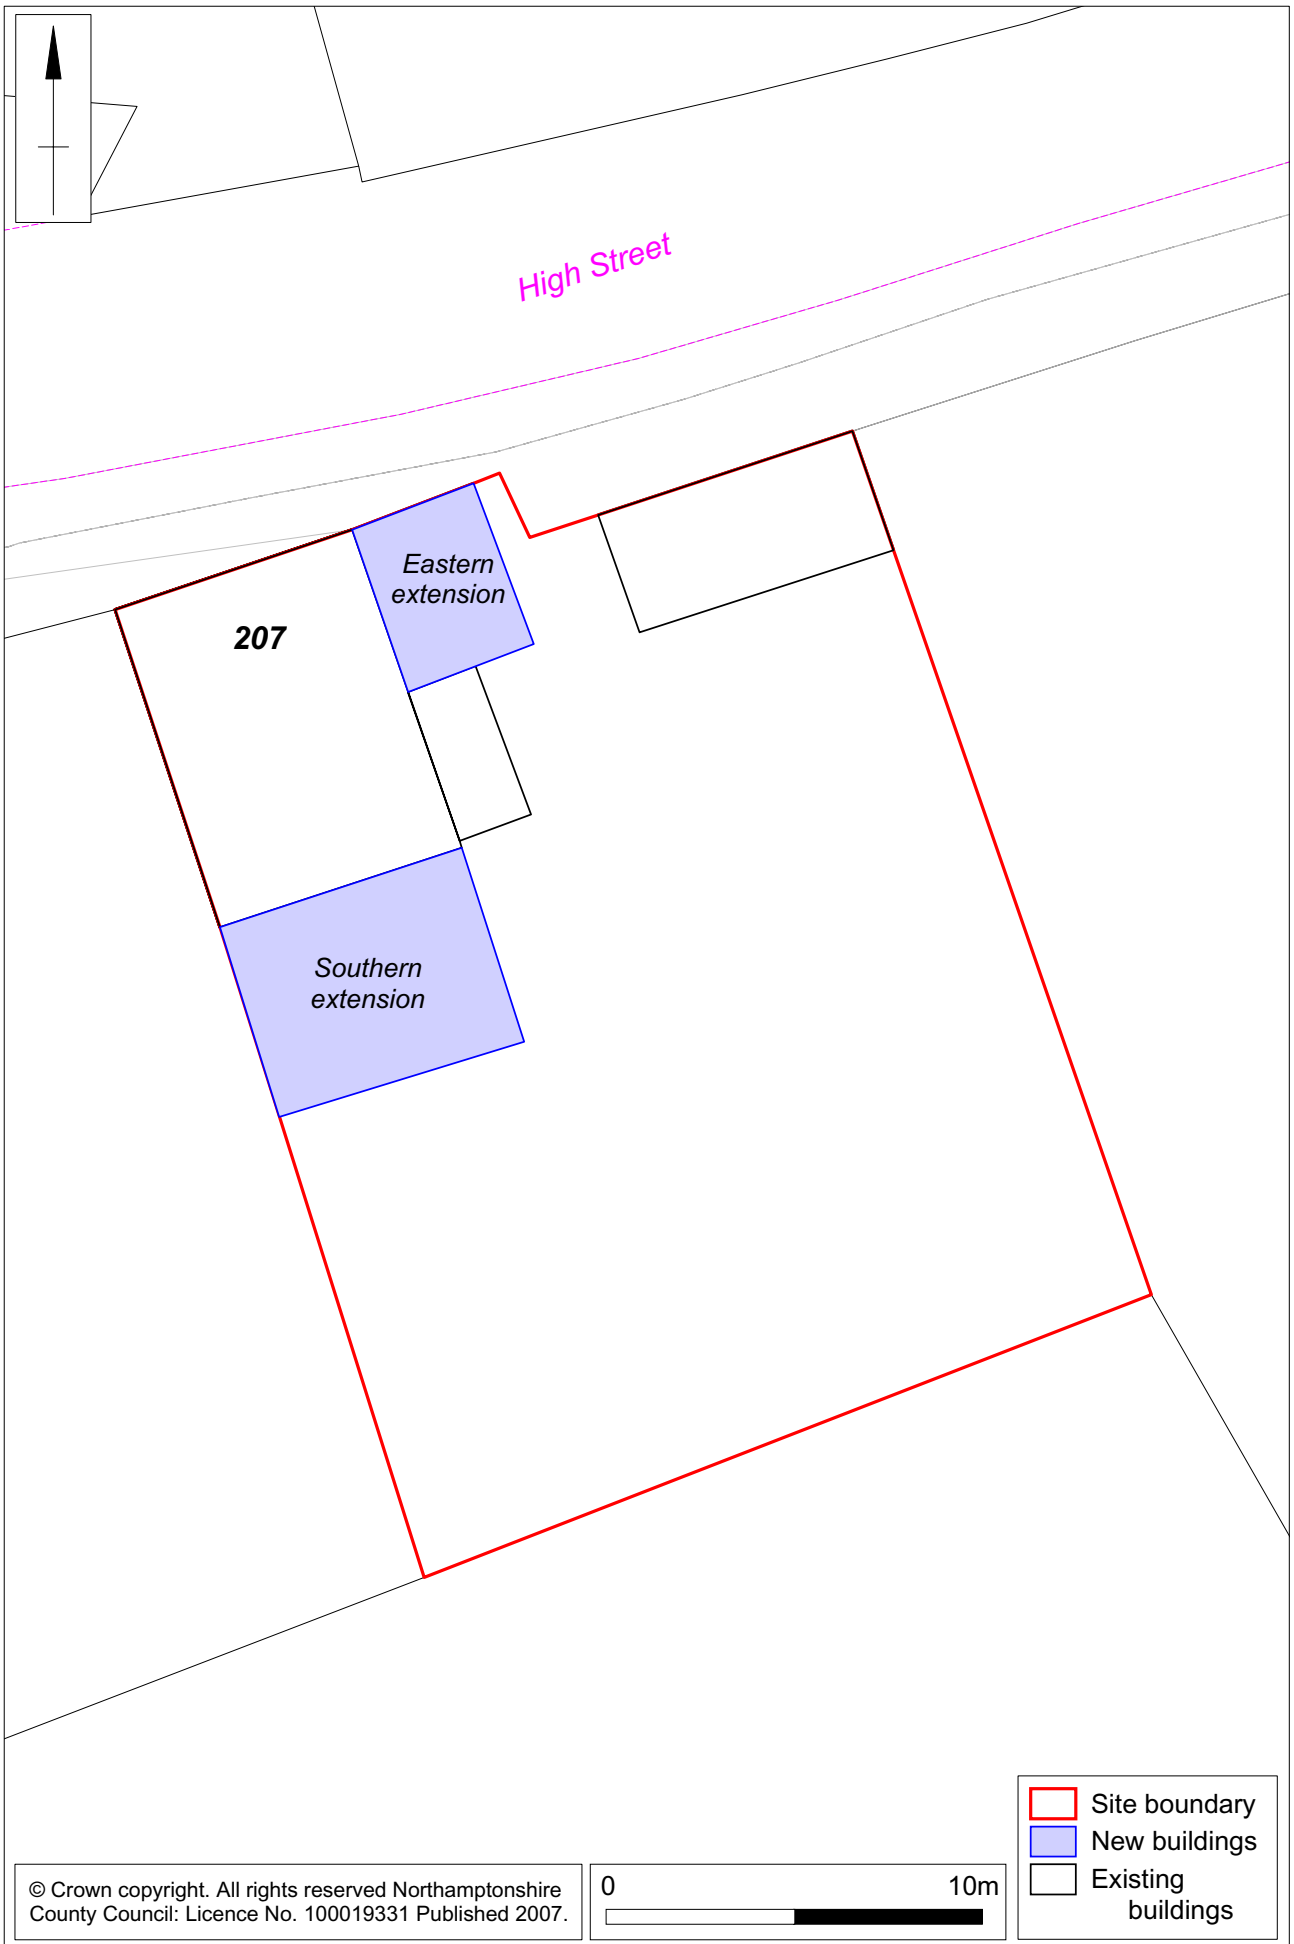 High Street
Eastern
extension
207
Southern
extension
Site boundary
New buildings
Existing
buildings
© Crown copyright. All rights reserved Northamptonshire
County Council: Licence No. 100019331 Published 2007.
0 10m